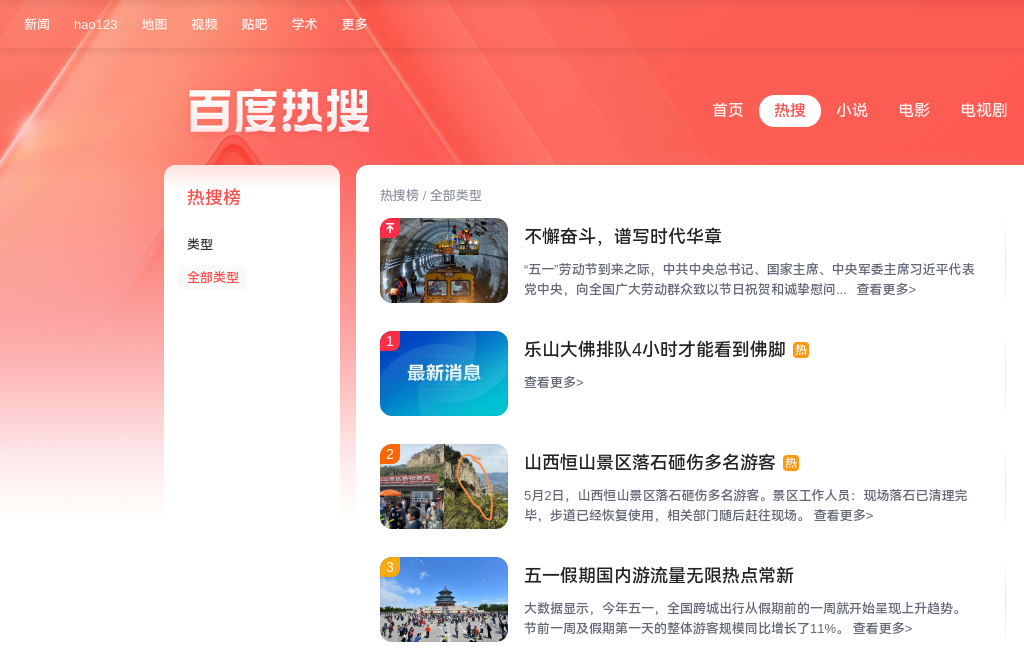 新闻 hao123 地图 视频 贴吧 学术 更多
百度热搜
首页 热搜 小说 电影 电视剧
热搜榜
类型
全部类型
热搜榜 / 全部类型
不懈奋斗，谱写时代华章
“五一”劳动节到来之际，中共中央总书记、国家主席、中央军委主席习近平代表
党中央，向全国广大劳动群众致以节日祝贺和诚挚慰问... 查看更多>
1
最新消息
乐山大佛排队4小时才能看到佛脚 热
查看更多>
2
山西恒山景区落石砸伤多名游客 热
5月2日，山西恒山景区落石砸伤多名游客。景区工作人员：现场落石已清理完
毕，步道已经恢复使用，相关部门随后赶往现场。 查看更多>
3
五一假期国内游流量无限热点常新
大数据显示，今年五一，全国跨城出行从假期前的一周就开始呈现上升趋势。
节前一周及假期第一天的整体游客规模同比增长了11%。 查看更多>